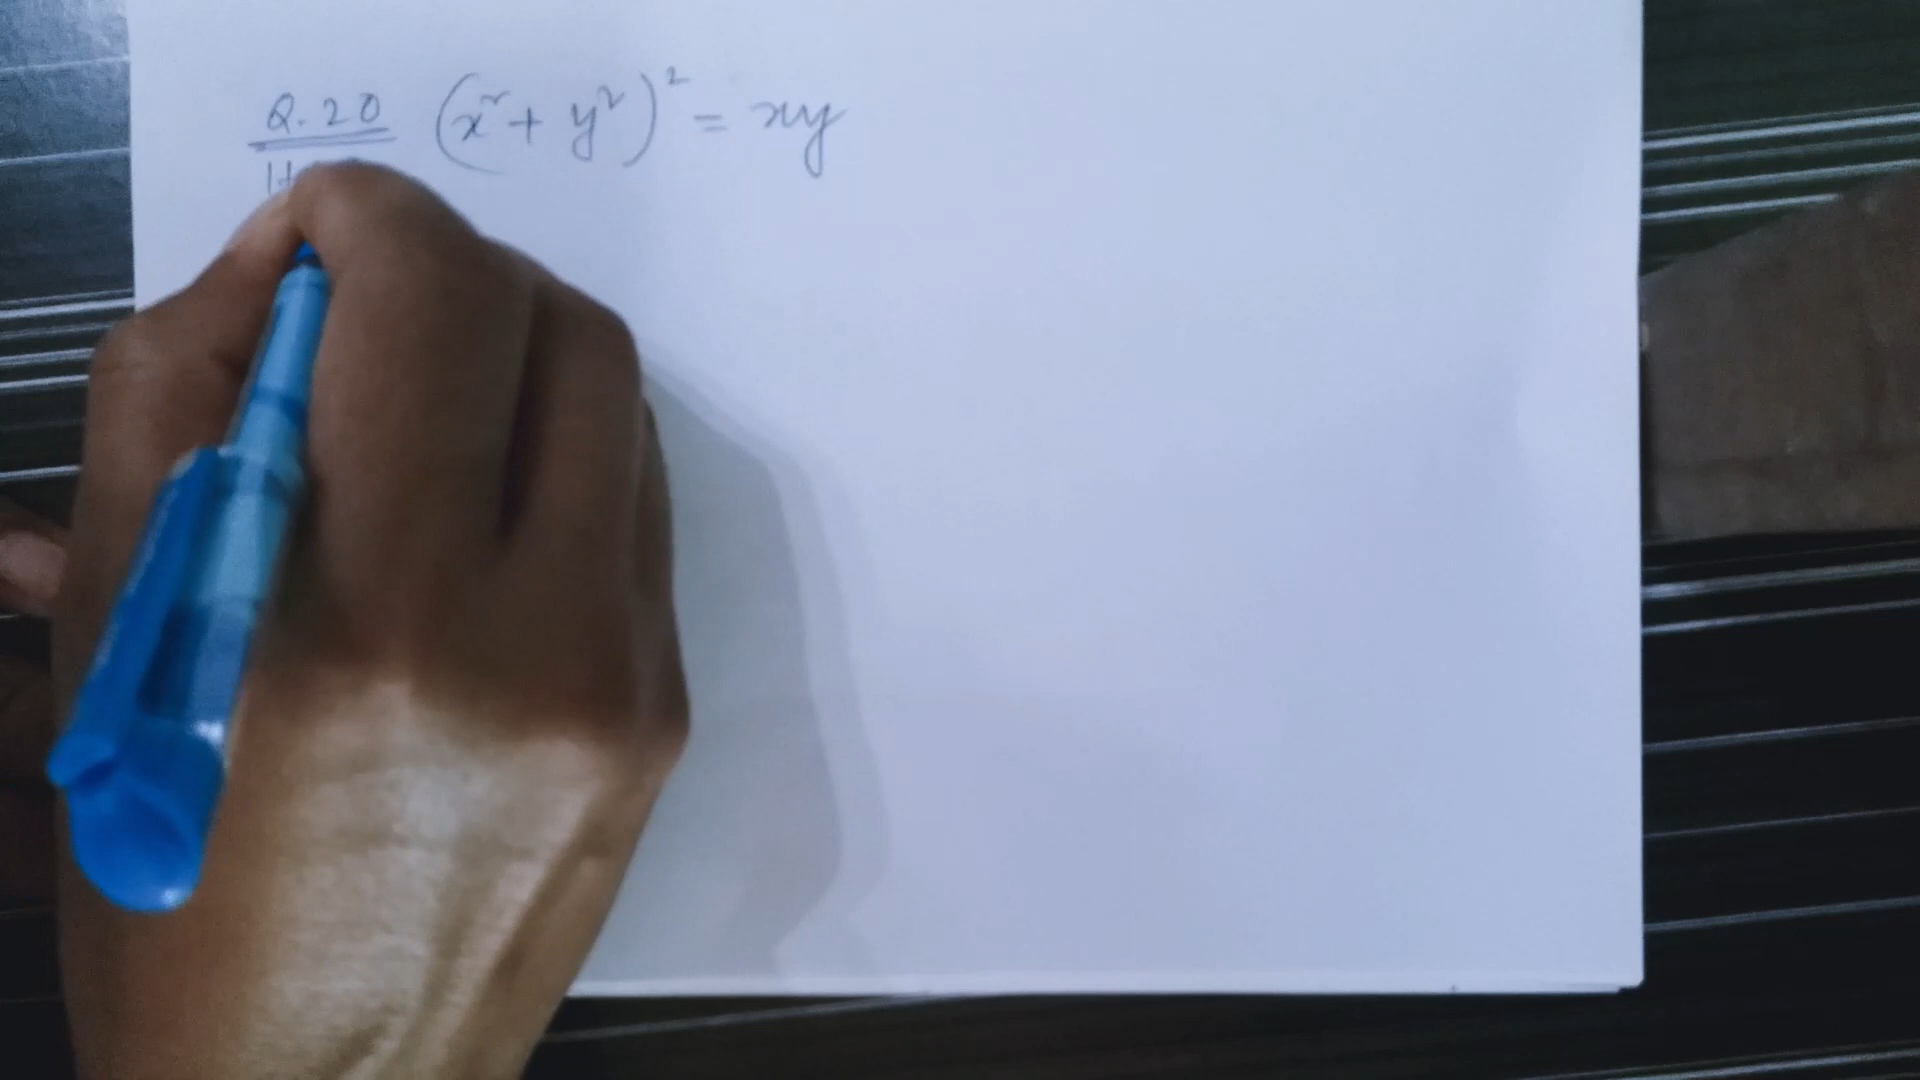 Q.20 (x² + y²)² = xy